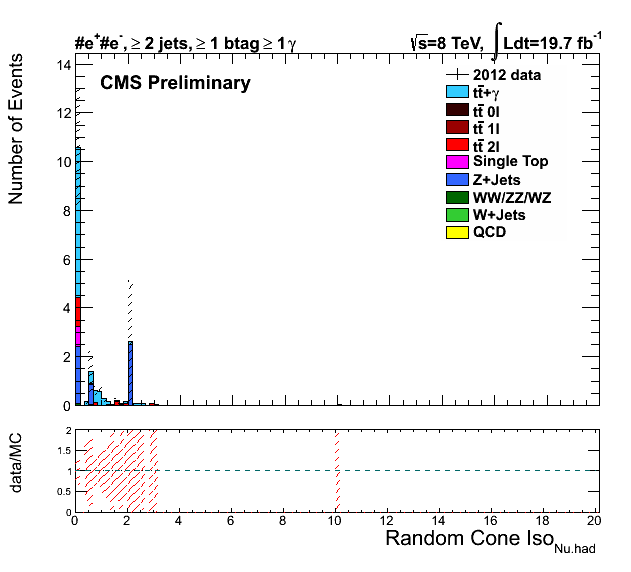 #e⁺#e⁻, ≥ 2 jets, ≥ 1 btag ≥ 1γ
√s=8 TeV, ∫ Ldt=19.7 fb⁻¹
CMS Preliminary
2012 data
tt̄+γ
tt̄ 0l
tt̄ 1l
tt̄ 2l
Single Top
Z+Jets
WW/ZZ/WZ
W+Jets
QCD
Number of Events
14
12
10
8
6
4
2
0
data/MC
2
1.5
1
0.5
0
0 2 4 6 8 10 12 14 16 18 20
Random Cone Iso_Nu.had